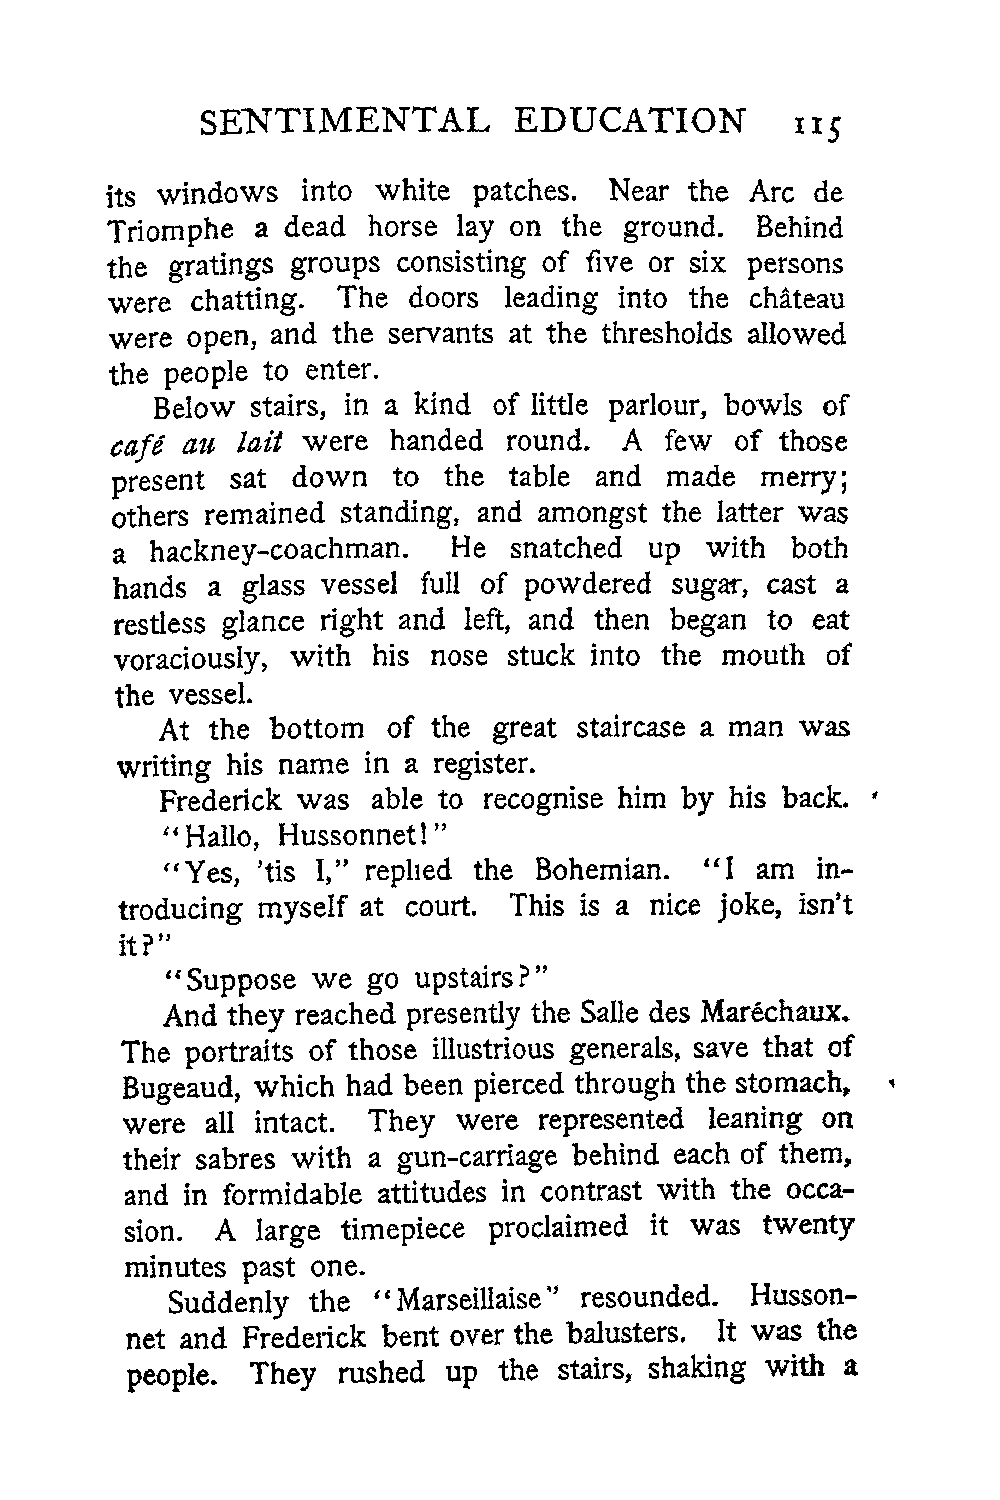 SENTIMENTAL EDUCATION 115
its windows into white patches. Near the Arc de
Triomphe a dead horse lay on the ground. Behind
the gratings groups consisting of five or six persons
were chatting. The doors leading into the château
were open, and the servants at the thresholds allowed
the people to enter.
Below stairs, in a kind of little parlour, bowls of
café au lait were handed round. A few of those
present sat down to the table and made merry;
others remained standing, and amongst the latter was
a hackney-coachman. He snatched up with both
hands a glass vessel full of powdered sugar, cast a
restless glance right and left, and then began to eat
voraciously, with his nose stuck into the mouth of
the vessel.
At the bottom of the great staircase a man was
writing his name in a register.
Frederick was able to recognise him by his back.
"Hallo, Hussonnet!"
"Yes, 'tis I," replied the Bohemian. "I am in-
troducing myself at court. This is a nice joke, isn't
it?"
"Suppose we go upstairs?"
And they reached presently the Salle des Maréchaux.
The portraits of those illustrious generals, save that of
Bugeaud, which had been pierced through the stomach,
were all intact. They were represented leaning on
their sabres with a gun-carriage behind each of them,
and in formidable attitudes in contrast with the occa-
sion. A large timepiece proclaimed it was twenty
minutes past one.
Suddenly the "Marseillaise" resounded. Husson-
net and Frederick bent over the balusters. It was the
people. They rushed up the stairs, shaking with a